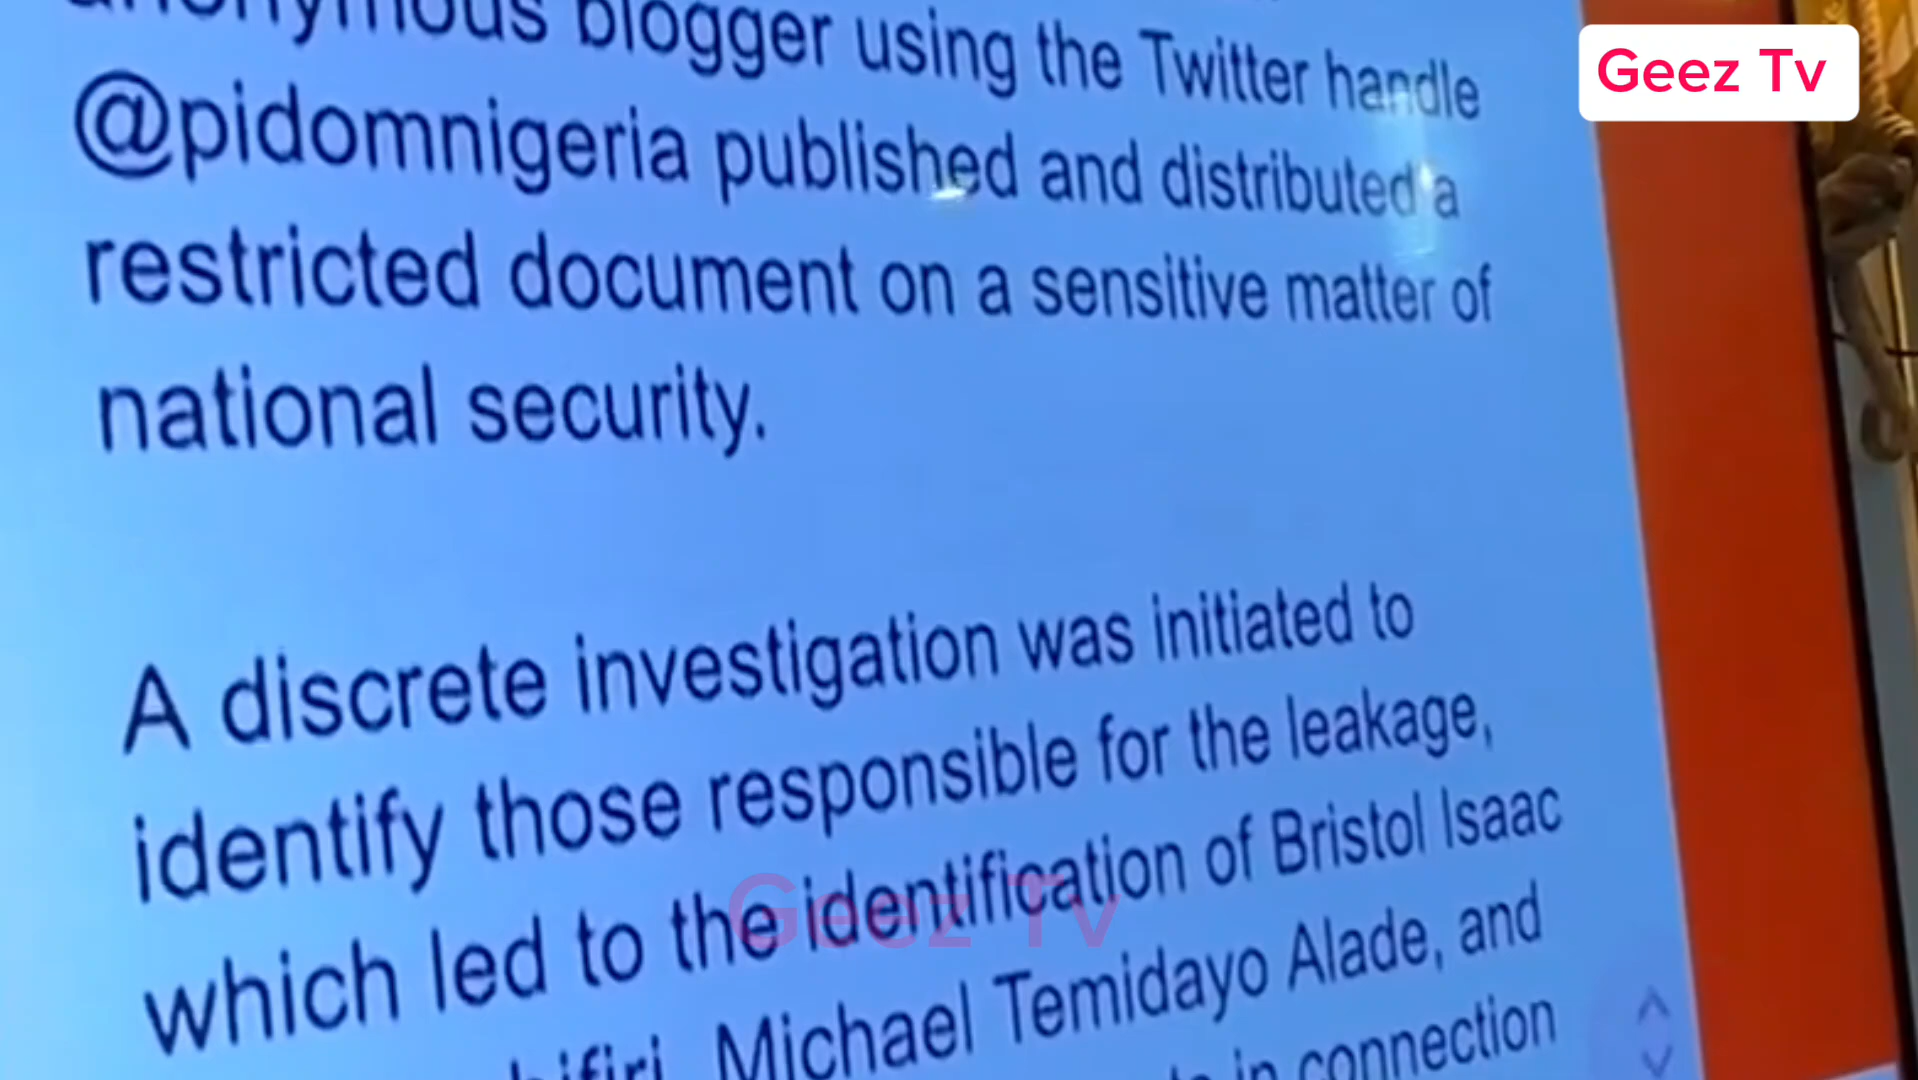 anonymous blogger using the Twitter handle
Geez Tv
@pidomnigeria published and distributed a
restricted document on a sensitive matter of
national security.
A discrete investigation was initiated to
identify those responsible for the leakage,
which led to the identification of Bristol Isaac
Geez Tv
Michael Temidayo Alade, and
in connection